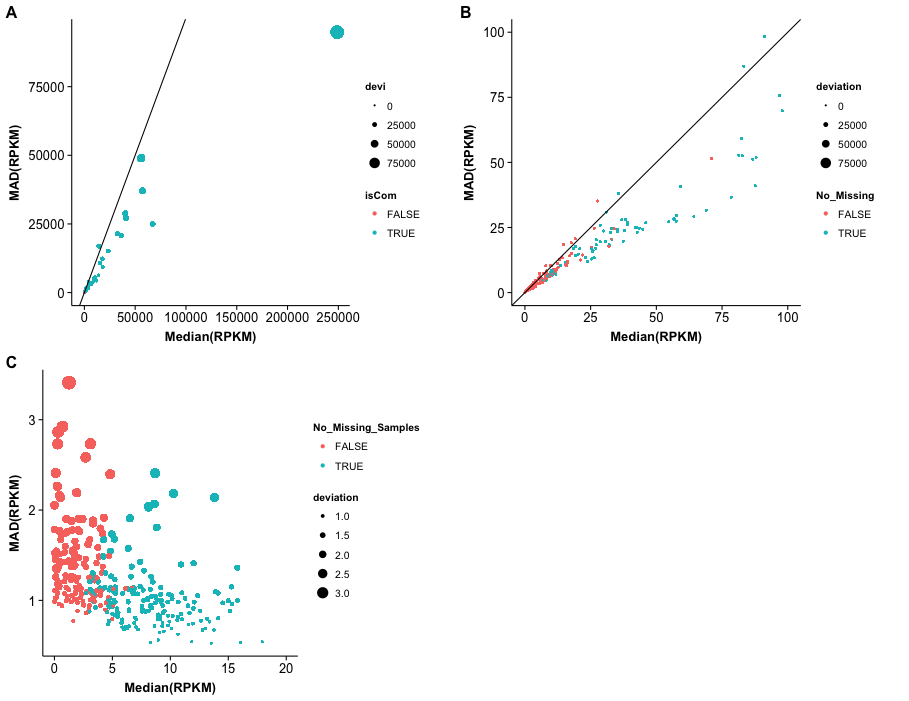 A
MAD(RPKM)
75000
50000
25000
0
0 50000 100000 150000 200000 250000
Median(RPKM)
devi
0
25000
50000
75000
isCom
FALSE
TRUE
B
MAD(RPKM)
100
75
50
25
0
0 25 50 75 100
Median(RPKM)
deviation
0
25000
50000
75000
No_Missing
FALSE
TRUE
C
MAD(RPKM)
3
2
1
0 5 10 15 20
Median(RPKM)
No_Missing_Samples
FALSE
TRUE
deviation
1.0
1.5
2.0
2.5
3.0